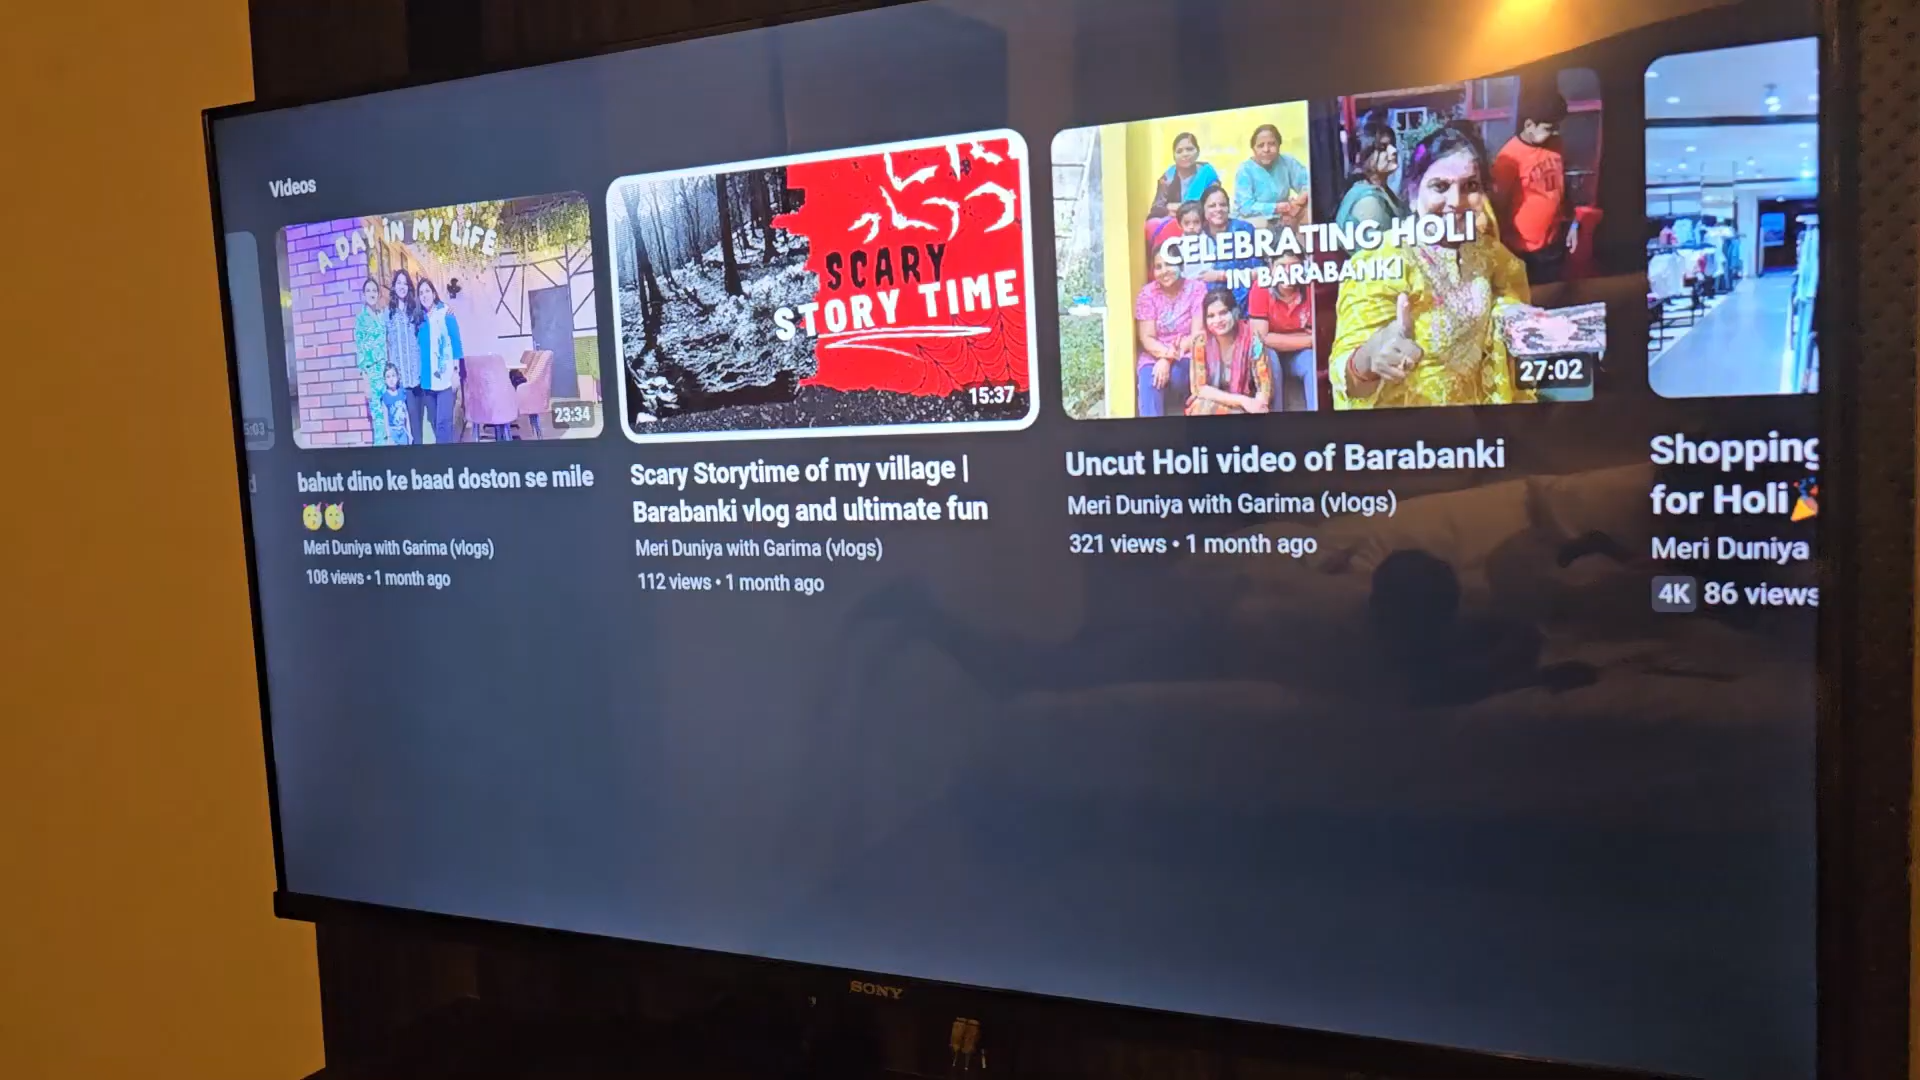 Videos
A DAY iN MY LiFE
23:34
bahut dino ke baad doston se mile
🥳🥳
Meri Duniya with Garima (vlogs)
108 views • 1 month ago
SCARY
STORY TIME
15:37
Scary Storytime of my village |
Barabanki vlog and ultimate fun
Meri Duniya with Garima (vlogs)
112 views • 1 month ago
CELEBRATING HOLI
IN BARABANKI
27:02
Uncut Holi video of Barabanki
Meri Duniya with Garima (vlogs)
321 views • 1 month ago
Shopping
for Holi🎉
Meri Duniya
4K 86 views
SONY